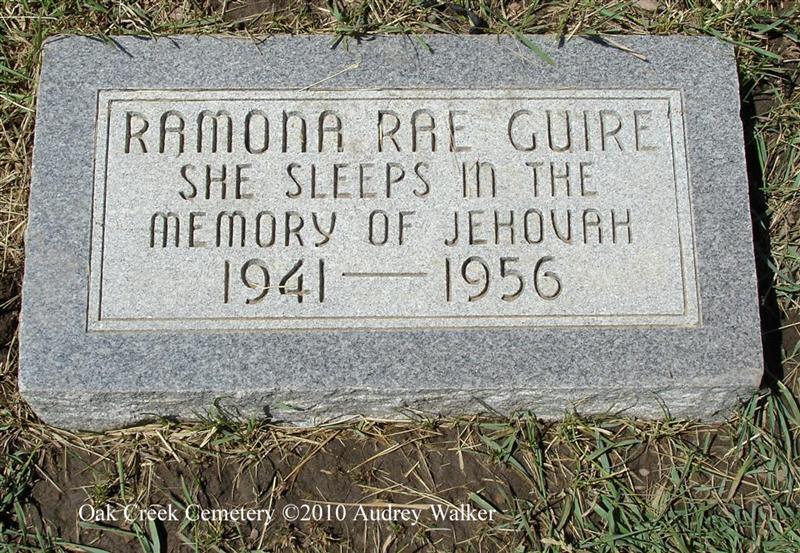 RAMONA RAE GUIRE
SHE SLEEPS IN THE
MEMORY OF JEHOVAH
1941 — 1956
Oak Creek Cemetery ©2010 Audrey Walker